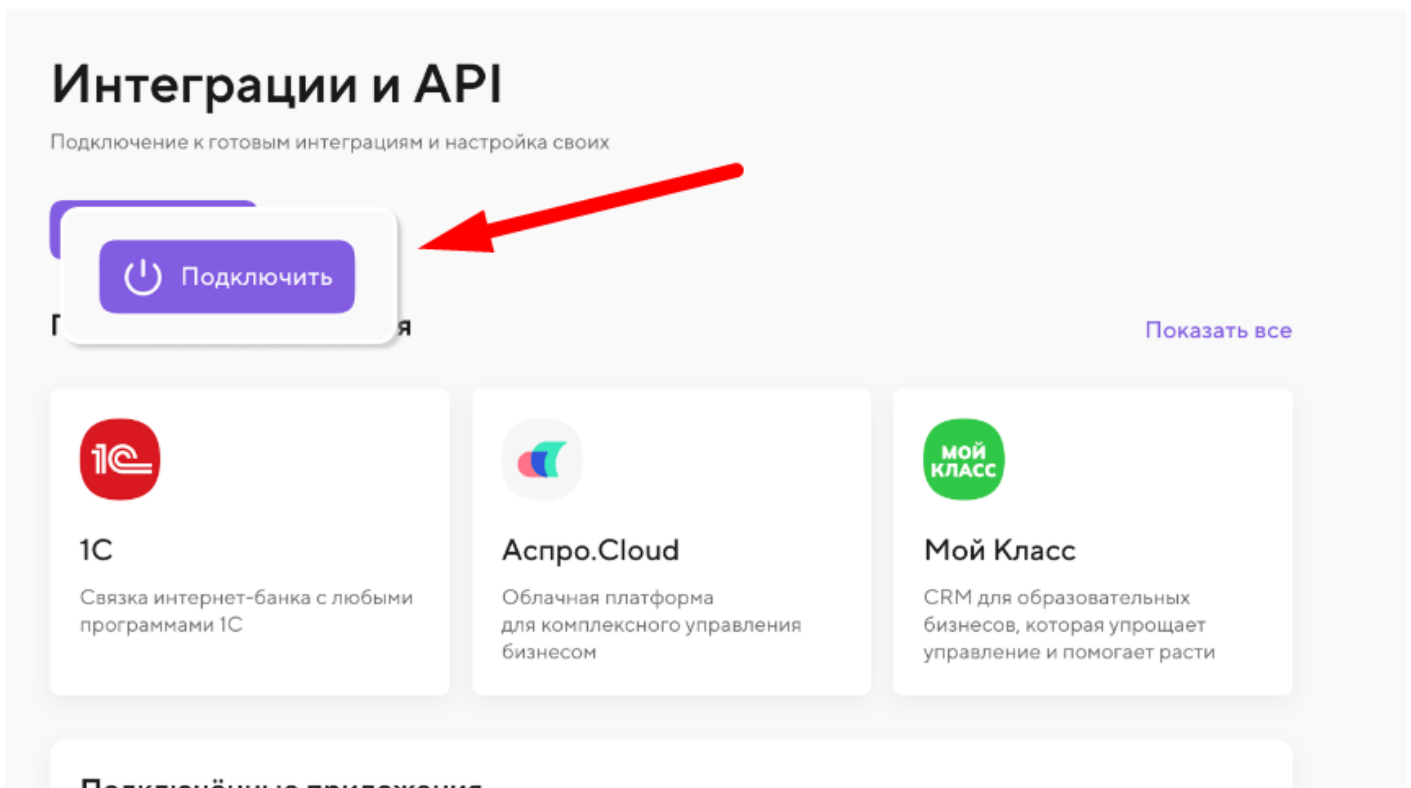 Интеграции и API
Подключение к готовым интеграциям и настройка своих
Подключить
Показать все
1С
1С
Связка интернет-банка с любыми
программами 1С
Аспро.Cloud
Облачная платформа
для комплексного управления
бизнесом
МОЙ
КЛАСС
Мой Класс
CRM для образовательных
бизнесов, которая упрощает
управление и помогает расти
Подключённые приложения